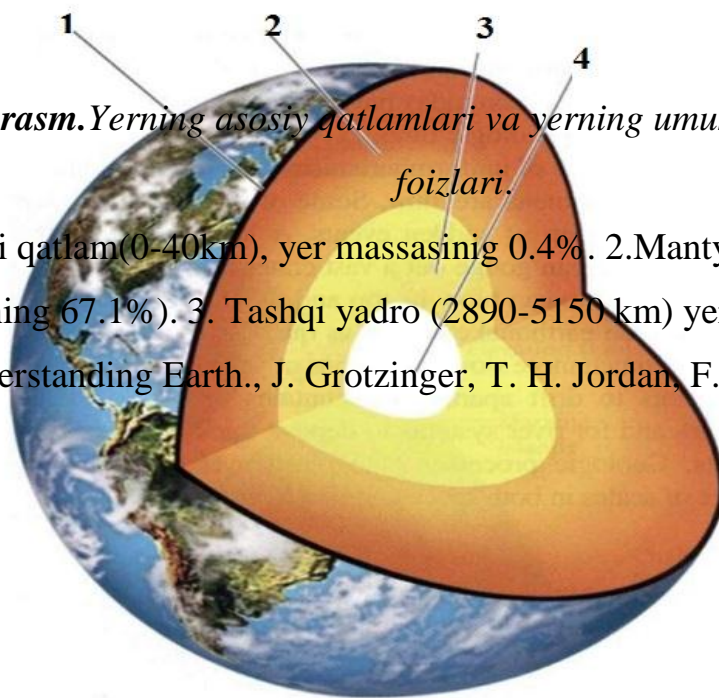 1 2 3 4
rasm.Yerning asosiy qatlamlari va yerning umu
foizlari.
i qatlam(0-40km), yer massasinig 0.4%. 2.Manty
ning 67.1%). 3. Tashqi yadro (2890-5150 km) ye
erstanding Earth., J. Grotzinger, T. H. Jordan, F.